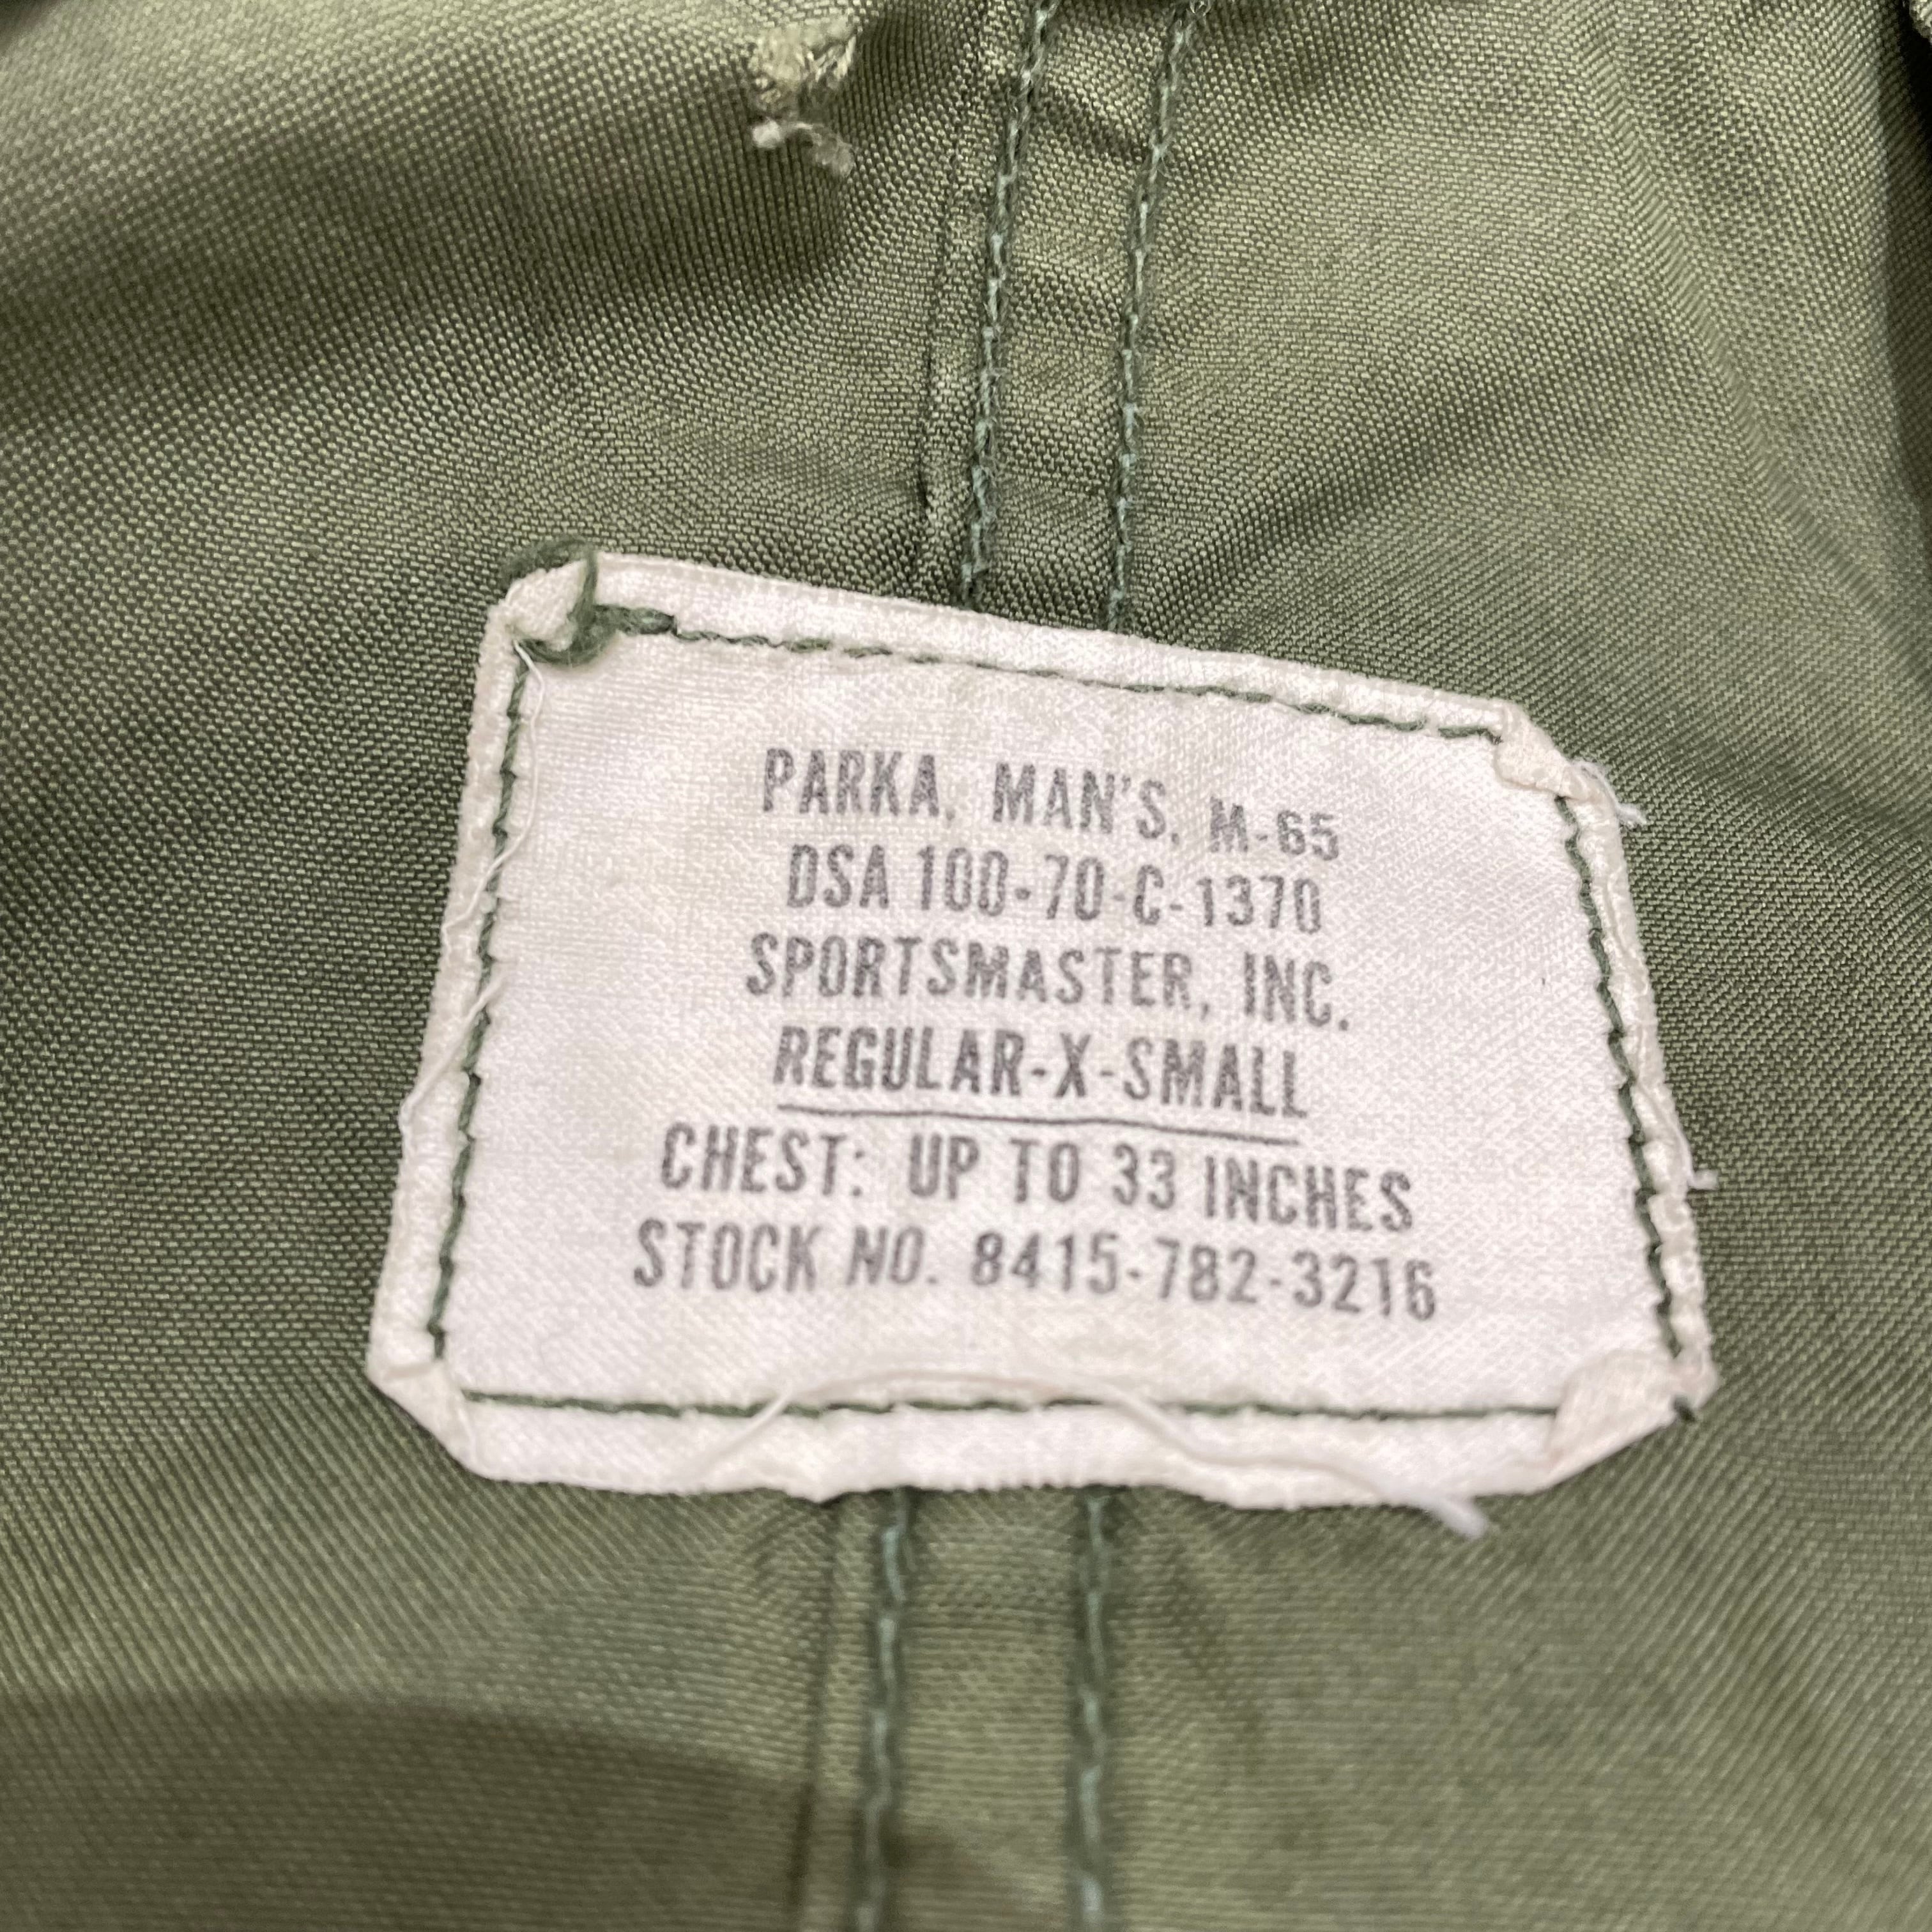 PARKA, MAN'S, M-65
DSA 100-70-C-1370
SPORTSMASTER, INC.
REGULAR-X-SMALL
CHEST: UP TO 33 INCHES
STOCK NO. 8415-782-3216